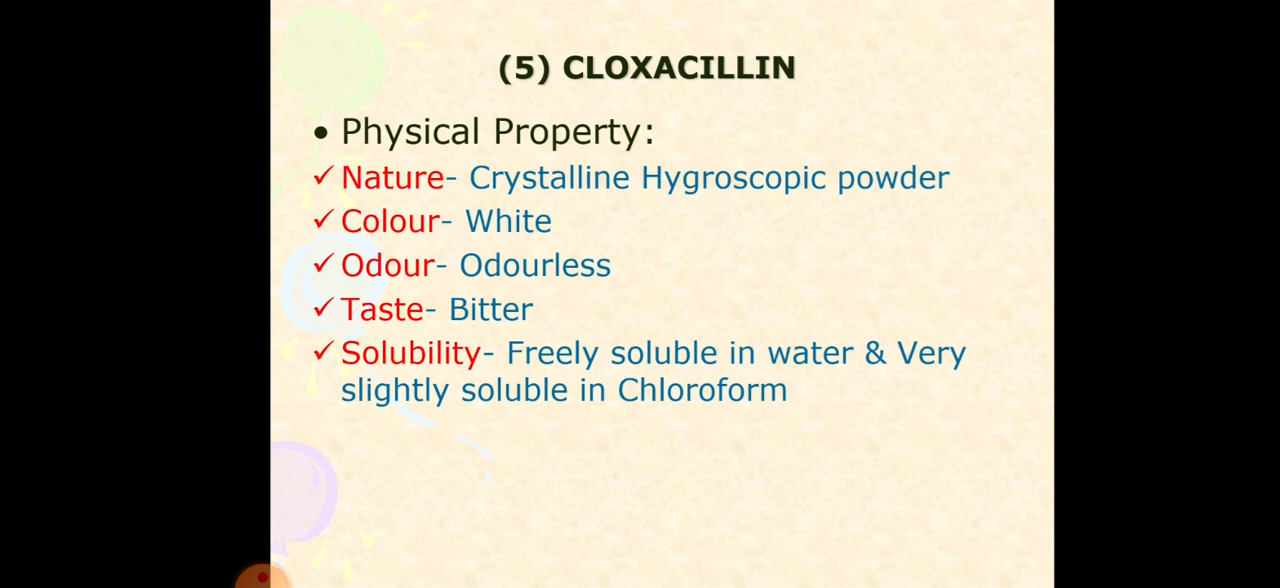 (5) CLOXACILLIN
• Physical Property:
✓ Nature- Crystalline Hygroscopic powder
✓ Colour- White
✓ Odour- Odourless
✓ Taste- Bitter
✓ Solubility- Freely soluble in water & Very
slightly soluble in Chloroform